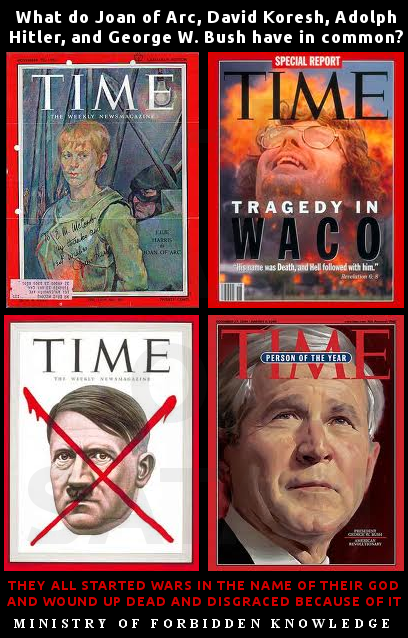 What do Joan of Arc, David Koresh, Adolph
Hitler, and George W. Bush have in common?
TIME
THE WEEKLY NEWSMAGAZINE
JULIE
HARRIS
JOAN OF ARC
SPECIAL REPORT
TIME
TRAGEDY IN
WACO
"His name was Death, and Hell followed with him."
Revelation 6: 8
TIME
THE WEEKLY NEWSMAGAZINE
TIME
PERSON OF THE YEAR
PRESIDENT
GEORGE W. BUSH
AMERICAN
REVOLUTIONARY
THEY ALL STARTED WARS IN THE NAME OF THEIR GOD
AND WOUND UP DEAD AND DISGRACED BECAUSE OF IT
MINISTRY OF FORBIDDEN KNOWLEDGE